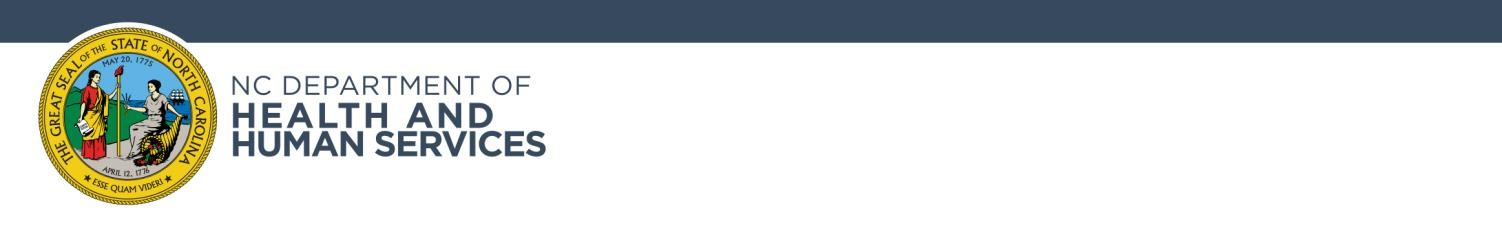 THE GREAT SEAL OF THE STATE OF NORTH CAROLINA
MAY 20, 1775
APRIL 12, 1776
★ ESSE QUAM VIDERI ★
NC DEPARTMENT OF
HEALTH AND
HUMAN SERVICES